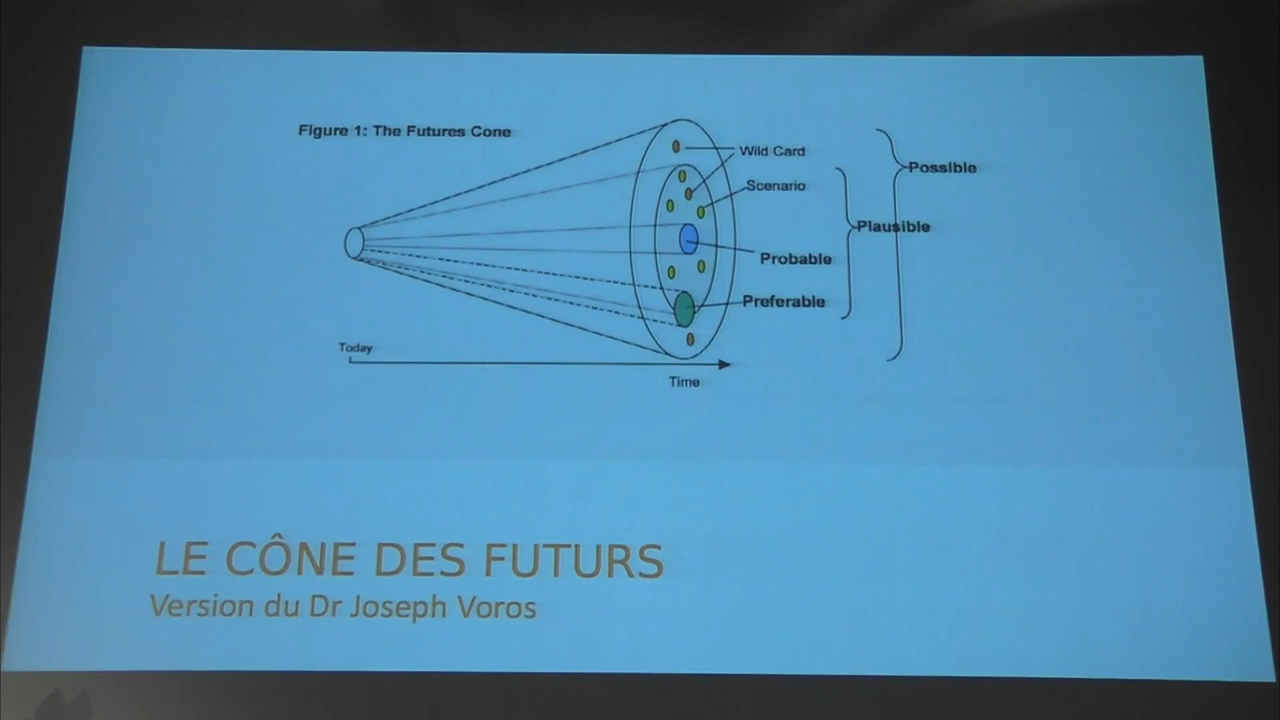 Figure 1: The Futures Cone
Wild Card
Scenario
Possible
Plausible
Probable
Preferable
Today
Time
LE CÔNE DES FUTURS
Version du Dr Joseph Voros